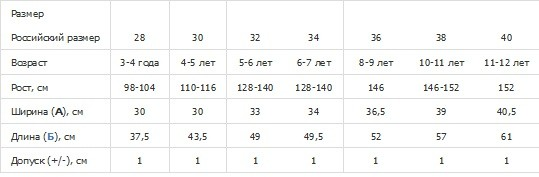 Размер
Российский размер 28 30 32 34 36 38 40
Возраст 3-4 года 4-5 лет 5-6 лет 6-7 лет 8-9 лет 10-11 лет 11-12 лет
Рост, см 98-104 110-116 128-140 128-140 146 146-152 152
Ширина (А), см 30 30 33 34 36,5 39 40,5
Длина (Б), см 37,5 43,5 49 49,5 52 57 61
Допуск (+/-), см 1 1 1 1 1 1 1